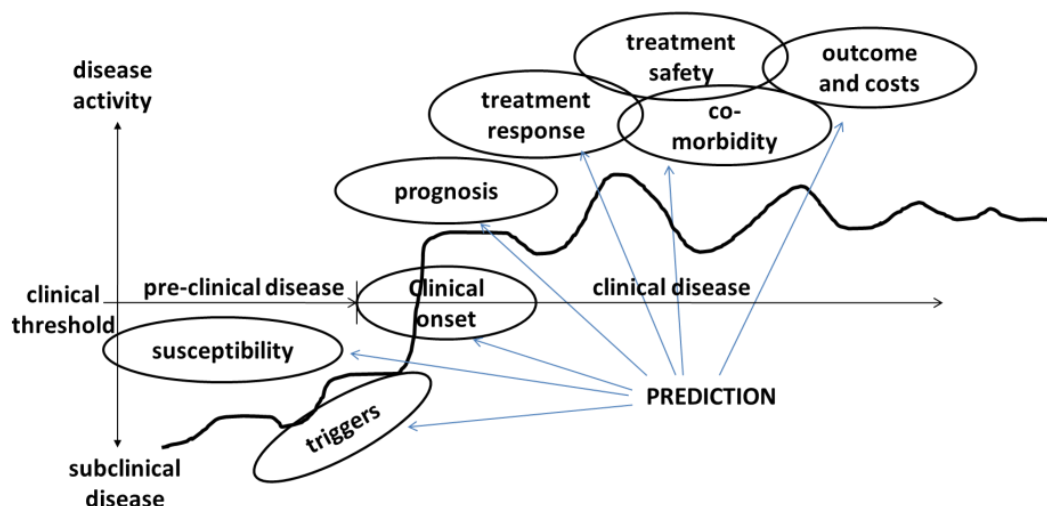 treatment
safety
outcome
and costs
disease
activity
treatment
response
co-
morbidity
prognosis
clinical
threshold
pre-clinical disease
Clinical
onset
clinical disease
susceptibility
PREDICTION
triggers
subclinical
disease